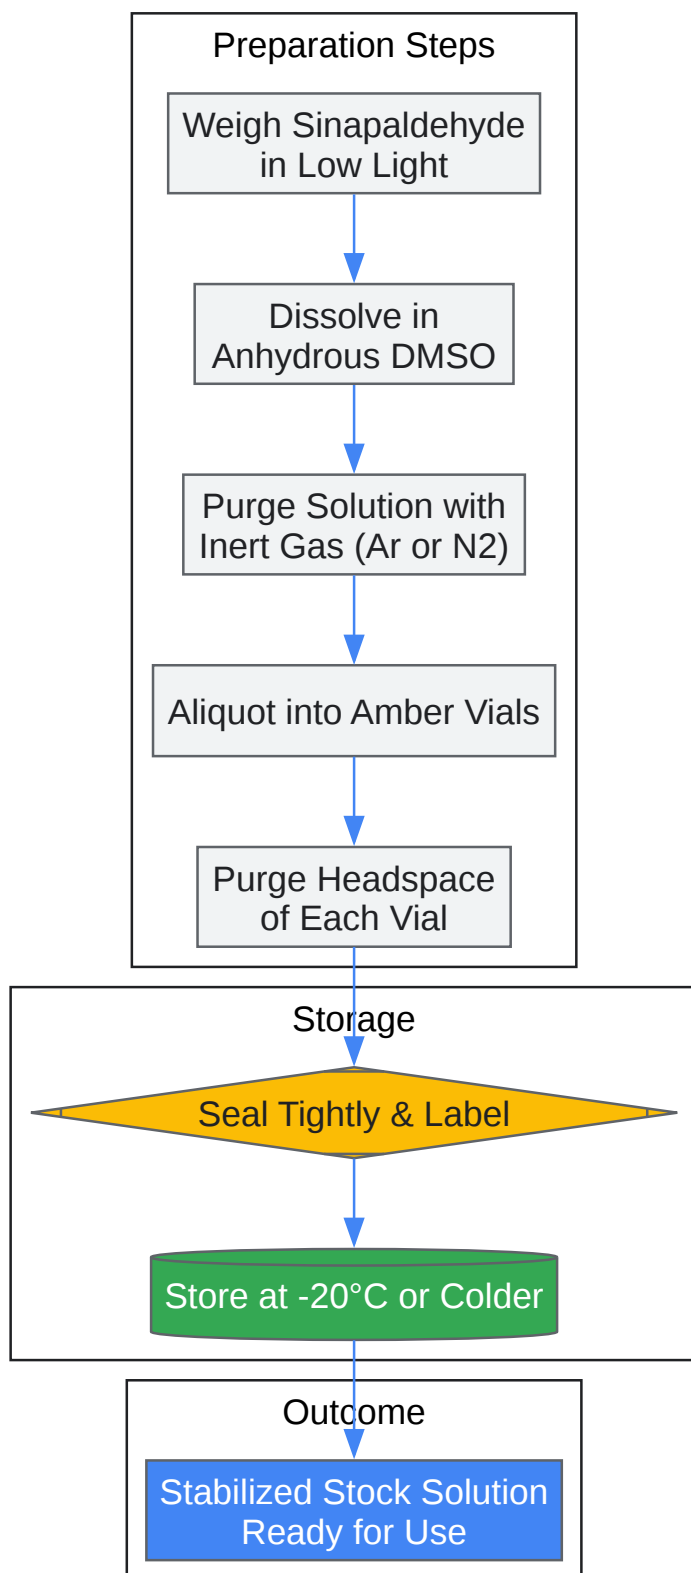 Preparation Steps
Weigh Sinapaldehyde
in Low Light
Dissolve in
Anhydrous DMSO
Purge Solution with
Inert Gas (Ar or N2)
Aliquot into Amber Vials
Purge Headspace
of Each Vial
Storage
Seal Tightly & Label
Store at -20°C or Colder
Outcome
Stabilized Stock Solution
Ready for Use